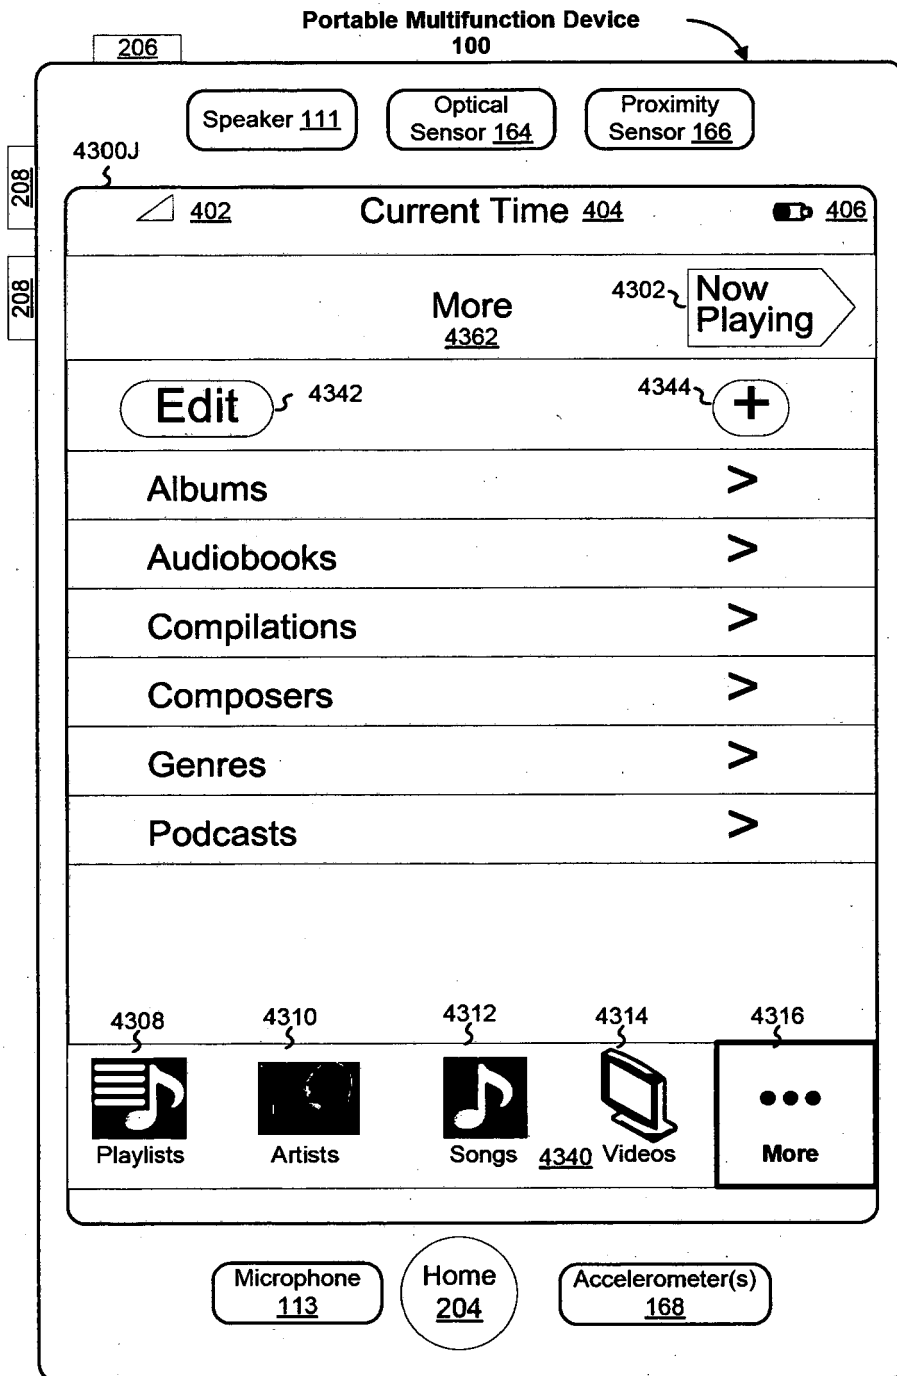 Portable Multifunction Device
100
206
Speaker 111
Optical
Sensor 164
Proximity
Sensor 166
4300J
208
208
402
Current Time 404
406
More
4362
4302
Now
Playing
Edit
4342
4344
+
Albums >
Audiobooks >
Compilations >
Composers >
Genres >
Podcasts >
4308
4310
4312
4314
4316
Playlists
Artists
Songs
4340
Videos
More
Microphone
113
Home
204
Accelerometer(s)
168